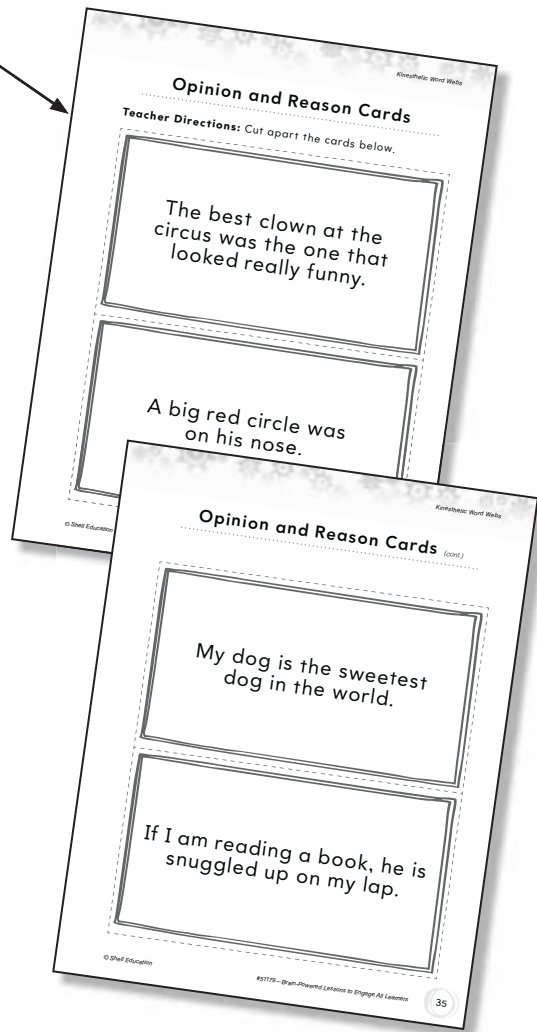 Kinesthetic Word Webs
Opinion and Reason Cards
Teacher Directions: Cut apart the cards below.
The best clown at the
circus was the one that
looked really funny.
A big red circle was
on his nose.
© Shell Education
Kinesthetic Word Webs
Opinion and Reason Cards (cont.)
My dog is the sweetest
dog in the world.
If I am reading a book, he is
snuggled up on my lap.
© Shell Education
#51179—Brain-Powered Lessons to Engage All Learners
35